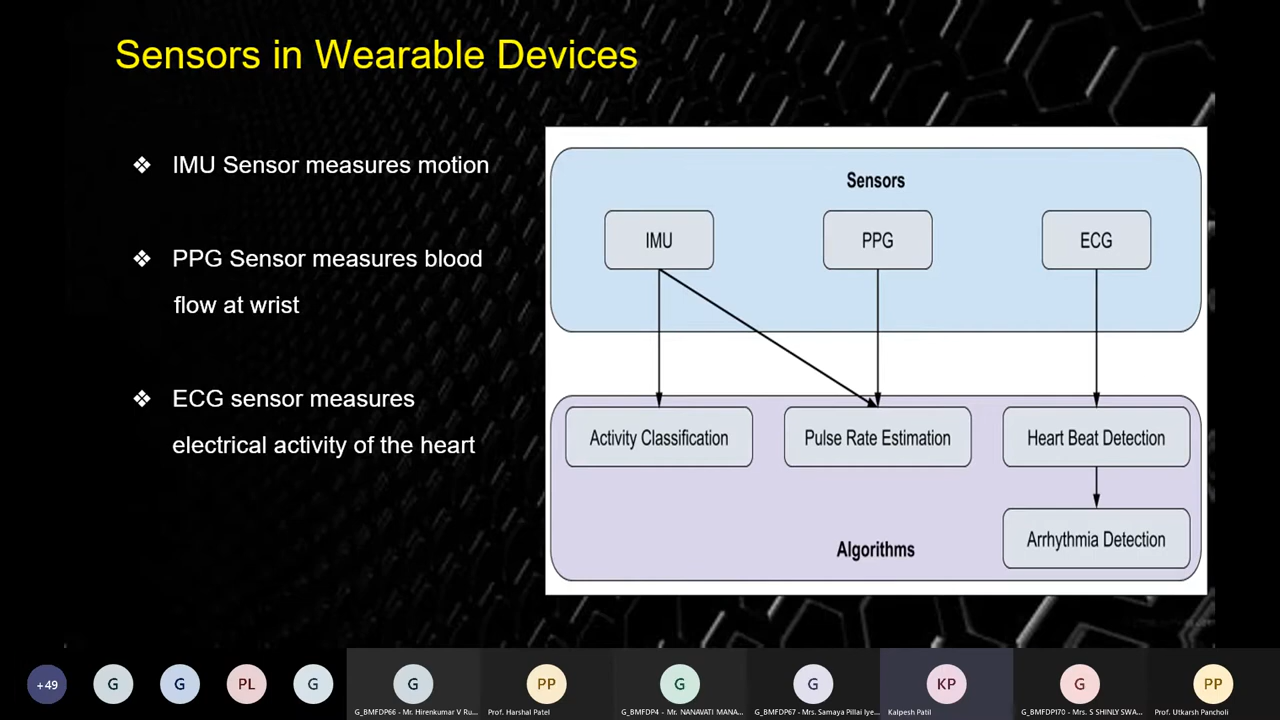 Sensors in Wearable Devices
❖ IMU Sensor measures motion
❖ PPG Sensor measures blood
flow at wrist
❖ ECG sensor measures
electrical activity of the heart
Sensors
IMU
PPG
ECG
Activity Classification
Pulse Rate Estimation
Heart Beat Detection
Arrhythmia Detection
Algorithms
+49
G
G
PL
G
G
PP
G
G
KP
G
PP
G_BMFDP66 - Mr. Hirenkumar V Ru...
Prof. Harshal Patel
G_BMFDP4 - Mr. NANAVATI MANA...
G_BMFDP67 - Mrs. Samaya Pillai Iye...
Kalpesh Patil
G_BMFDP170 - Mrs. S SHINLY SWA...
Prof. Utkarsh Pancholi